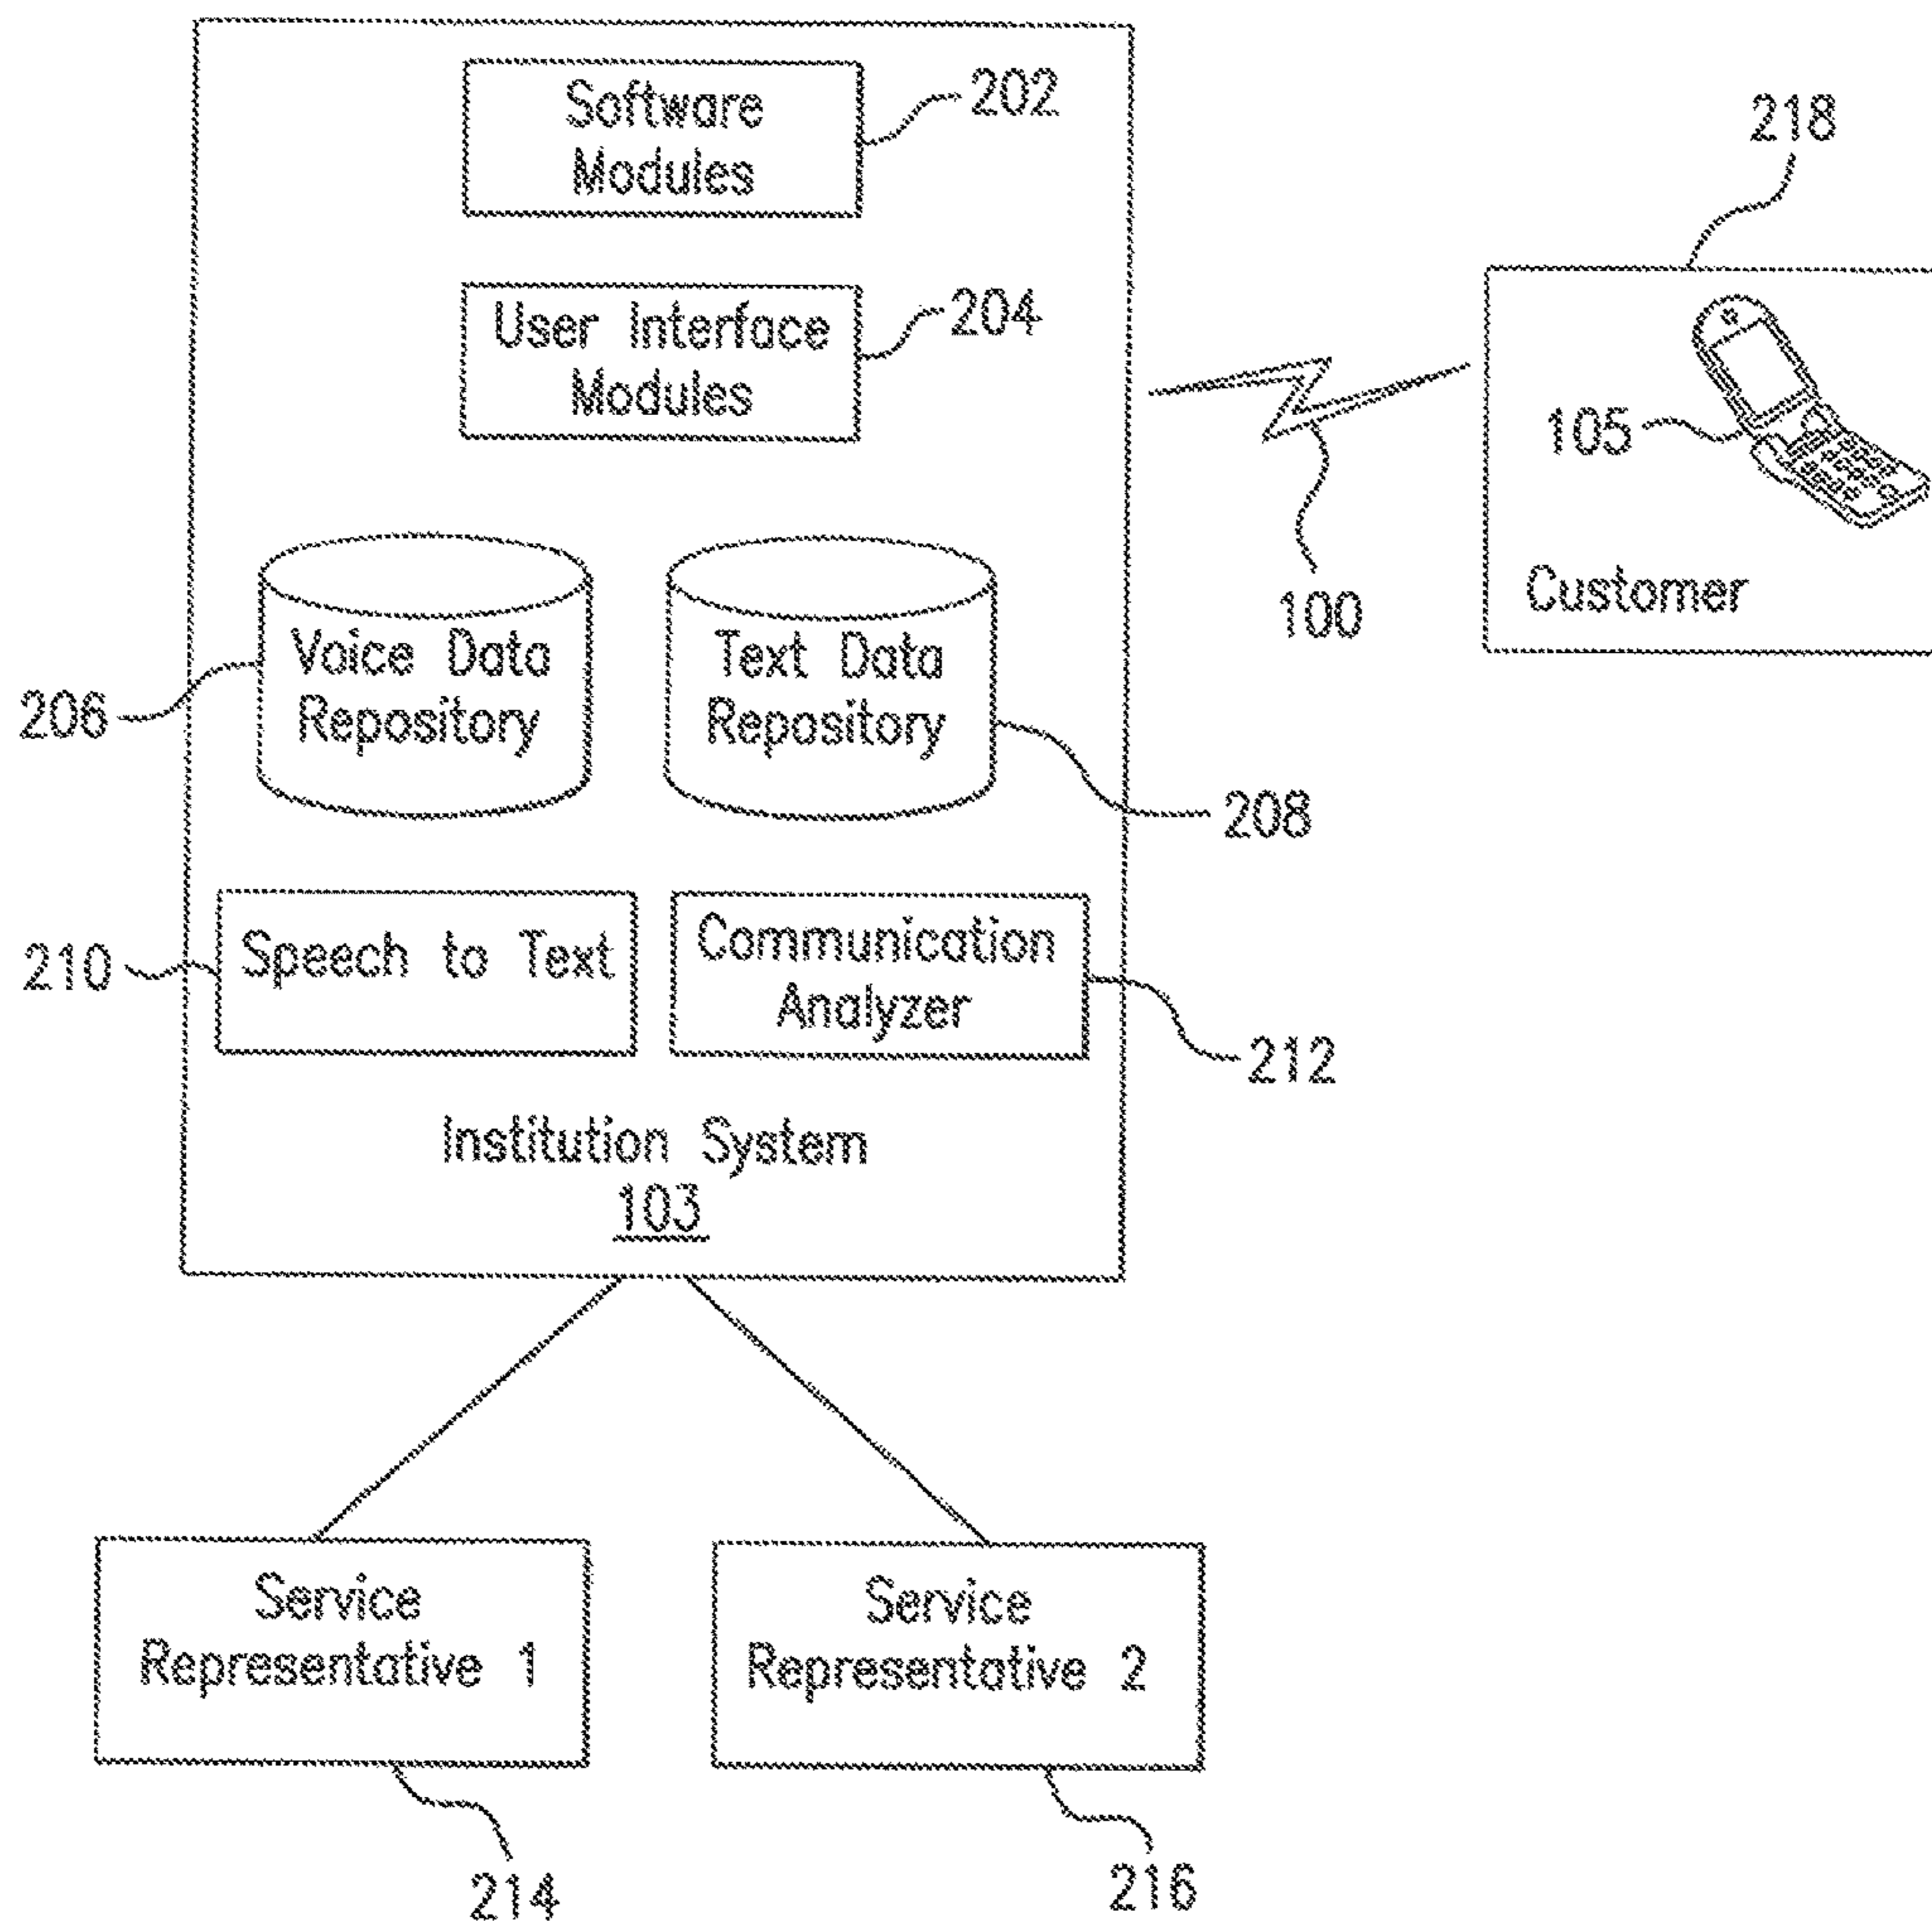 Software
Modules
202
218
User Interface
Modules
204
105
Customer
100
Voice Data
Repository
206
Text Data
Repository
208
210
Speech to Text
Communication
Analyzer
212
Institution System
103
Service
Representative 1
Service
Representative 2
214
216